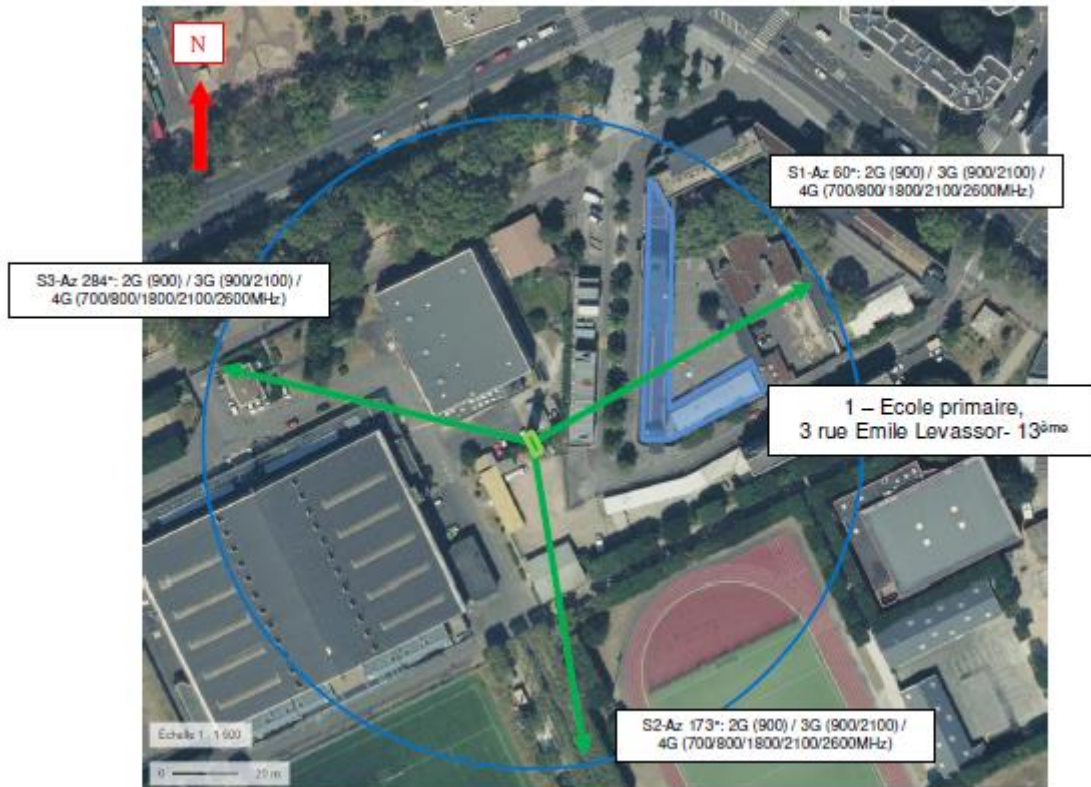 N
S1-Az 60°: 2G (900) / 3G (900/2100) /
4G (700/800/1800/2100/2600MHz)
S3-Az 284°: 2G (900) / 3G (900/2100) /
4G (700/800/1800/2100/2600MHz)
1 – Ecole primaire,
3 rue Emile Levassor- 13ème
S2-Az 173°: 2G (900) / 3G (900/2100) /
4G (700/800/1800/2100/2600MHz)
Echelle 1 : 1 600
0 20 m